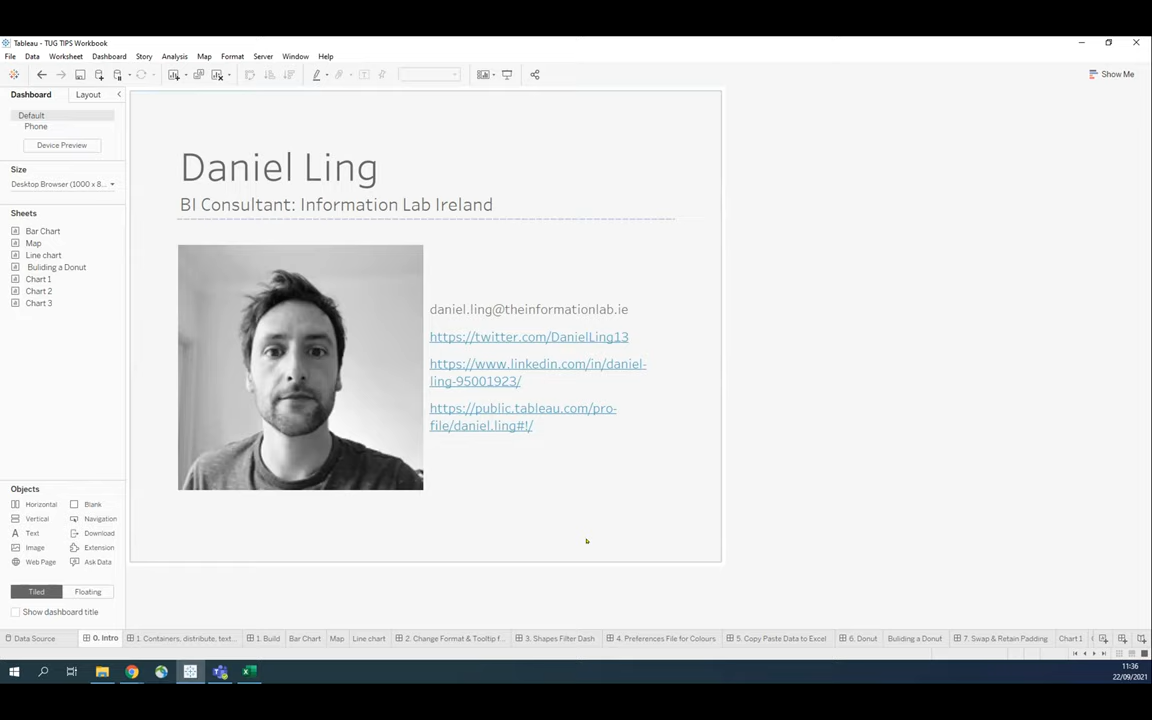 Tableau - TUG TIPS Workbook
File Data Worksheet Dashboard Story Analysis Map Format Server Window Help
Show Me
Dashboard Layout
Default
Phone
Device Preview
Size
Desktop Browser (1000 x 8...
Sheets
Bar Chart
Map
Line chart
Buliding a Donut
Chart 1
Chart 2
Chart 3
Objects
Horizontal Blank
Vertical Navigation
Text Download
Image Extension
Web Page Ask Data
Tiled Floating
Show dashboard title
Daniel Ling
BI Consultant: Information Lab Ireland
daniel.ling@theinformationlab.ie
https://twitter.com/DanielLing13
https://www.linkedin.com/in/daniel-
ling-95001923/
https://public.tableau.com/pro-
file/daniel.ling#!/
Data Source 0. Intro 1. Containers, distribute, text... 1. Build Bar Chart Map Line chart 2. Change Format & Tooltip f... 3. Shapes Filter Dash 4. Preferences File for Colours 5. Copy Paste Data to Excel 6. Donut Buliding a Donut 7. Swap & Retain Padding Chart 1
11:36
22/09/2021